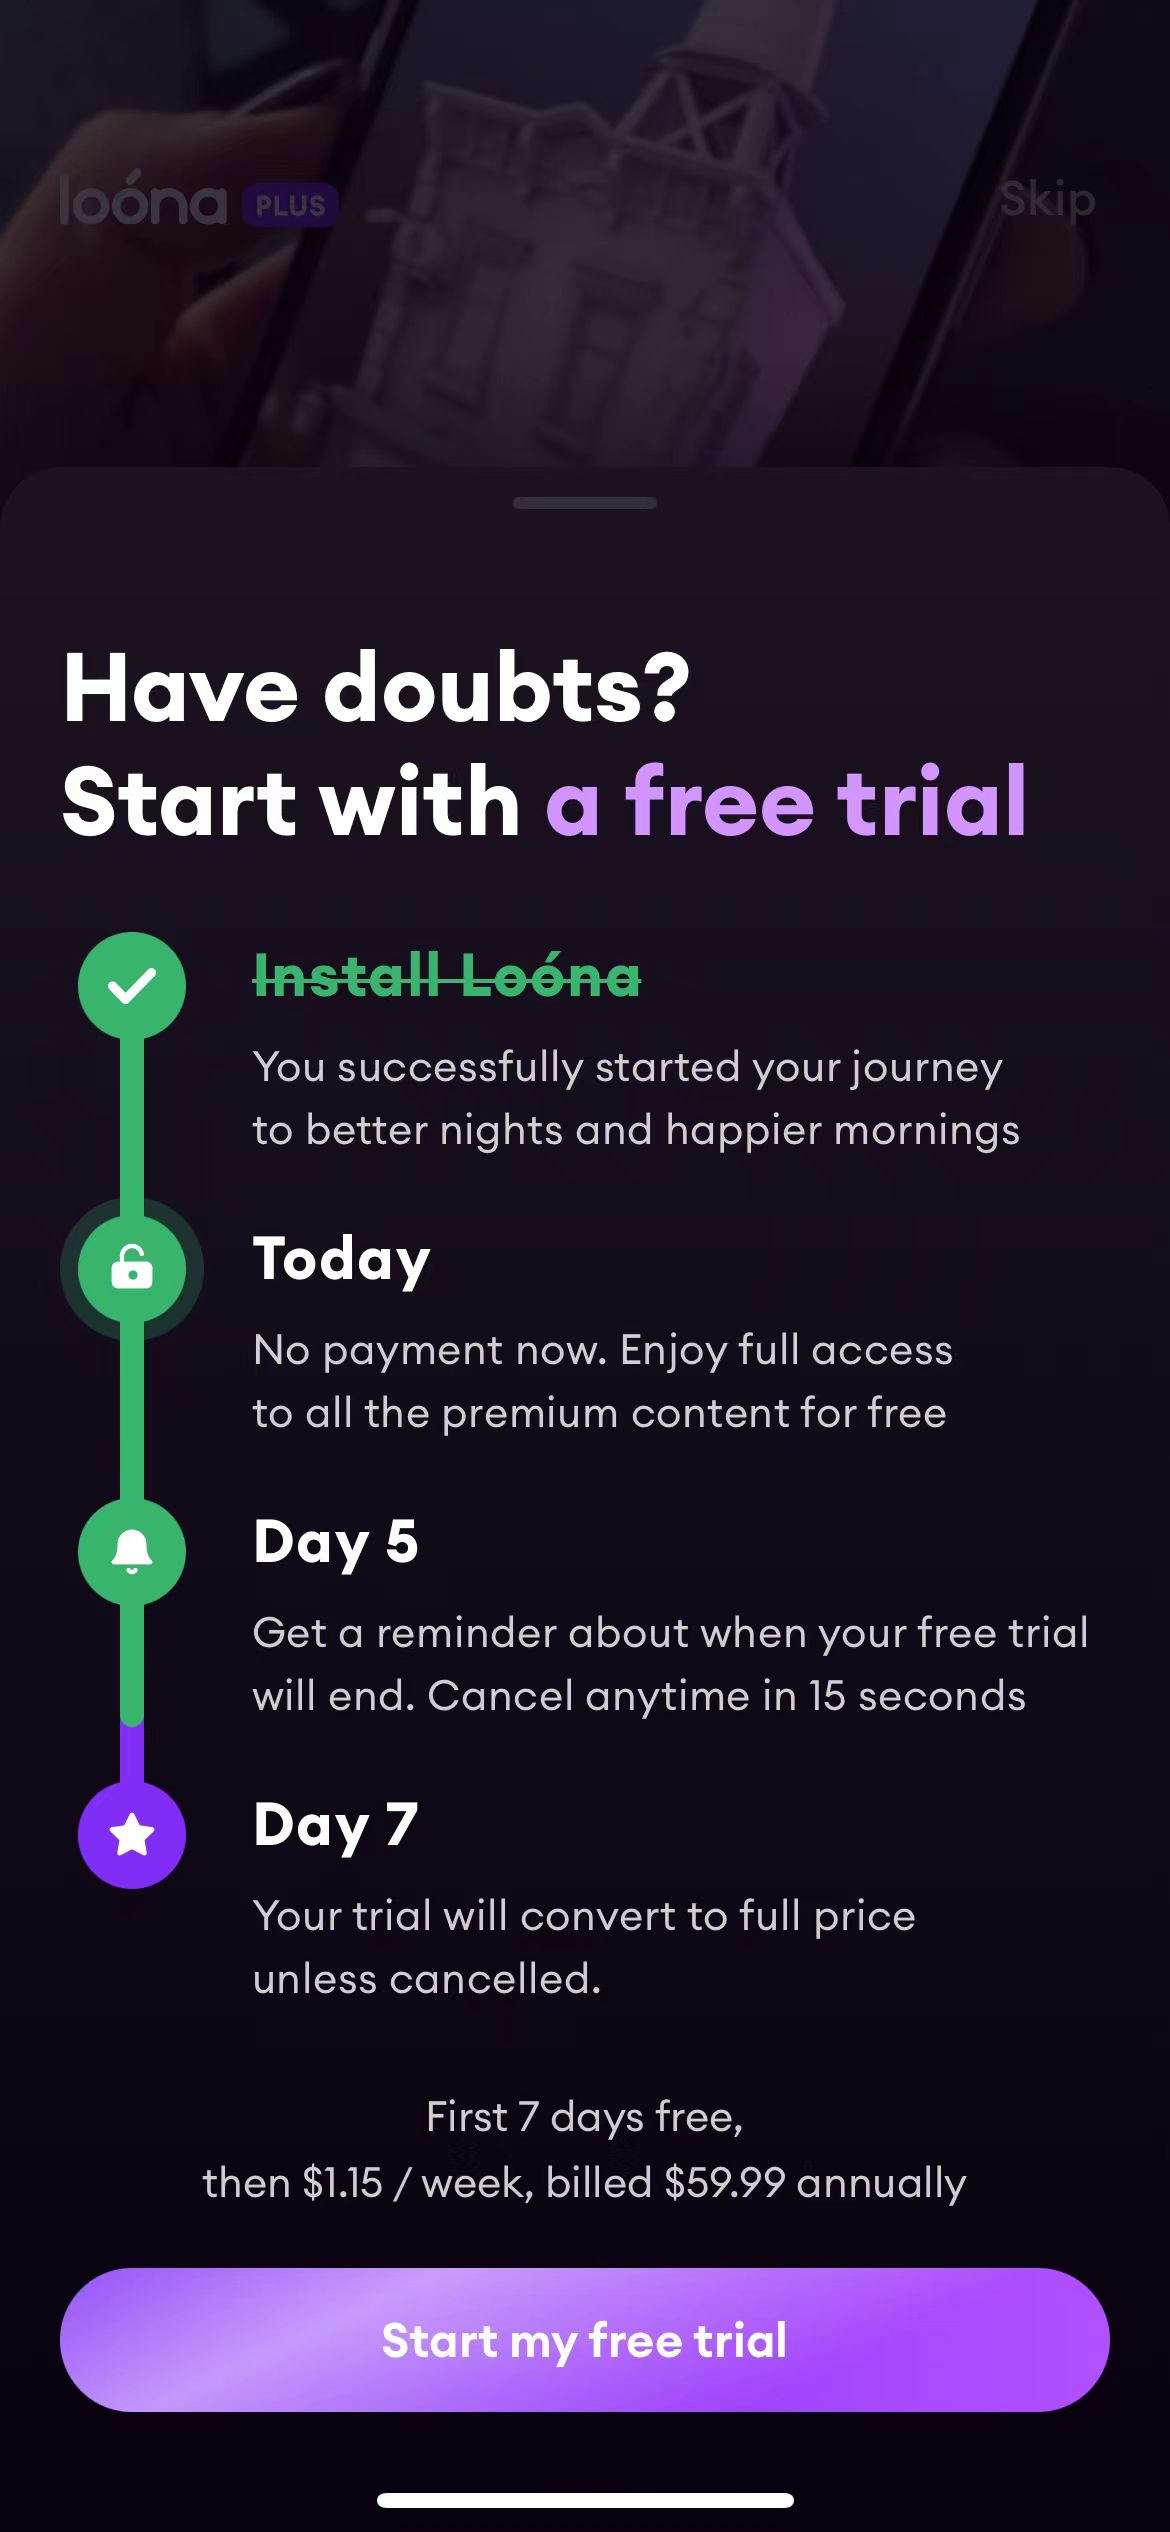 loóna PLUS
Skip
Have doubts?
Start with a free trial
Install Loóna
You successfully started your journey
to better nights and happier mornings
Today
No payment now. Enjoy full access
to all the premium content for free
Day 5
Get a reminder about when your free trial
will end. Cancel anytime in 15 seconds
Day 7
Your trial will convert to full price
unless cancelled.
First 7 days free,
then $1.15 / week, billed $59.99 annually
Start my free trial